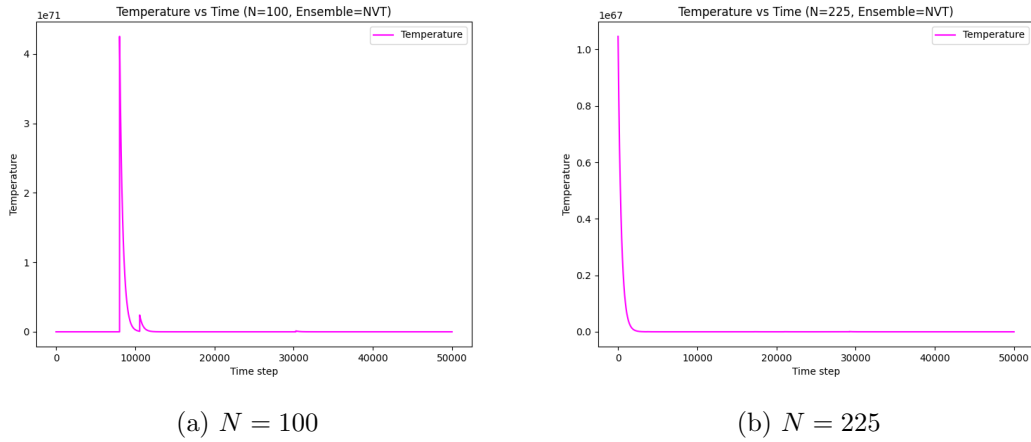 Temperature vs Time (N=100, Ensemble=NVT)
1e71
Temperature
4
3
2
1
0
Temperature
0 10000 20000 30000 40000 50000
Time step
(a) N = 100
Temperature vs Time (N=225, Ensemble=NVT)
1e67
Temperature
1.0
0.8
0.6
0.4
0.2
0.0
Temperature
0 10000 20000 30000 40000 50000
Time step
(b) N = 225